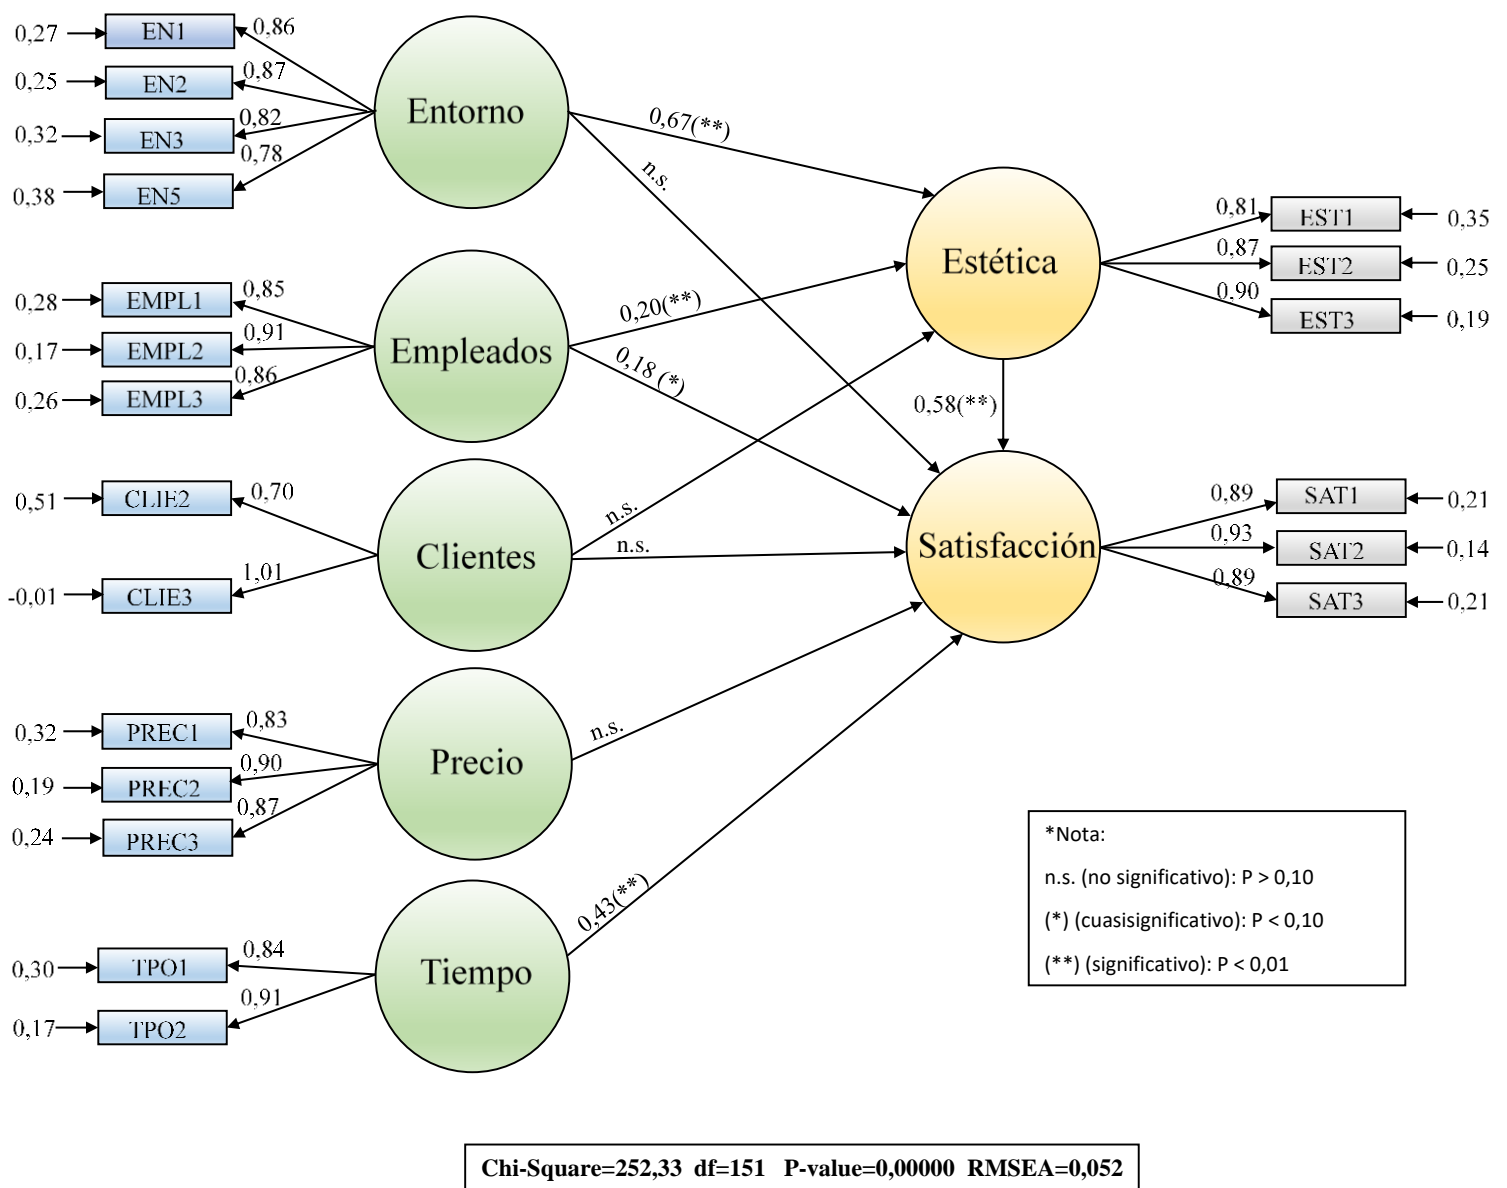 0,27 EN1 0,86
0,25 EN2 0,87
0,32 EN3 0,82
0,38 EN5 0,78
Entorno
0,67(**)
n.s.
0,28 EMPL1 0,85
0,17 EMPL2 0,91
0,26 EMPL3 0,86
Empleados
0,20(**)
0,18 (*)
0,51 CLIE2 0,70
-0,01 CLIE3 1,01
Clientes
n.s.
n.s.
0,32 PREC1 0,83
0,19 PREC2 0,90
0,24 PREC3 0,87
Precio
n.s.
0,30 TPO1 0,84
0,17 TPO2 0,91
Tiempo
0,43(**)
Estética
0,81 EST1 0,35
0,87 EST2 0,25
0,90 EST3 0,19
0,58(**)
Satisfacción
0,89 SAT1 0,21
0,93 SAT2 0,14
0,89 SAT3 0,21
*Nota:
n.s. (no significativo): P > 0,10
(*) (cuasisignificativo): P < 0,10
(**) (significativo): P < 0,01
Chi-Square=252,33 df=151 P-value=0,00000 RMSEA=0,052